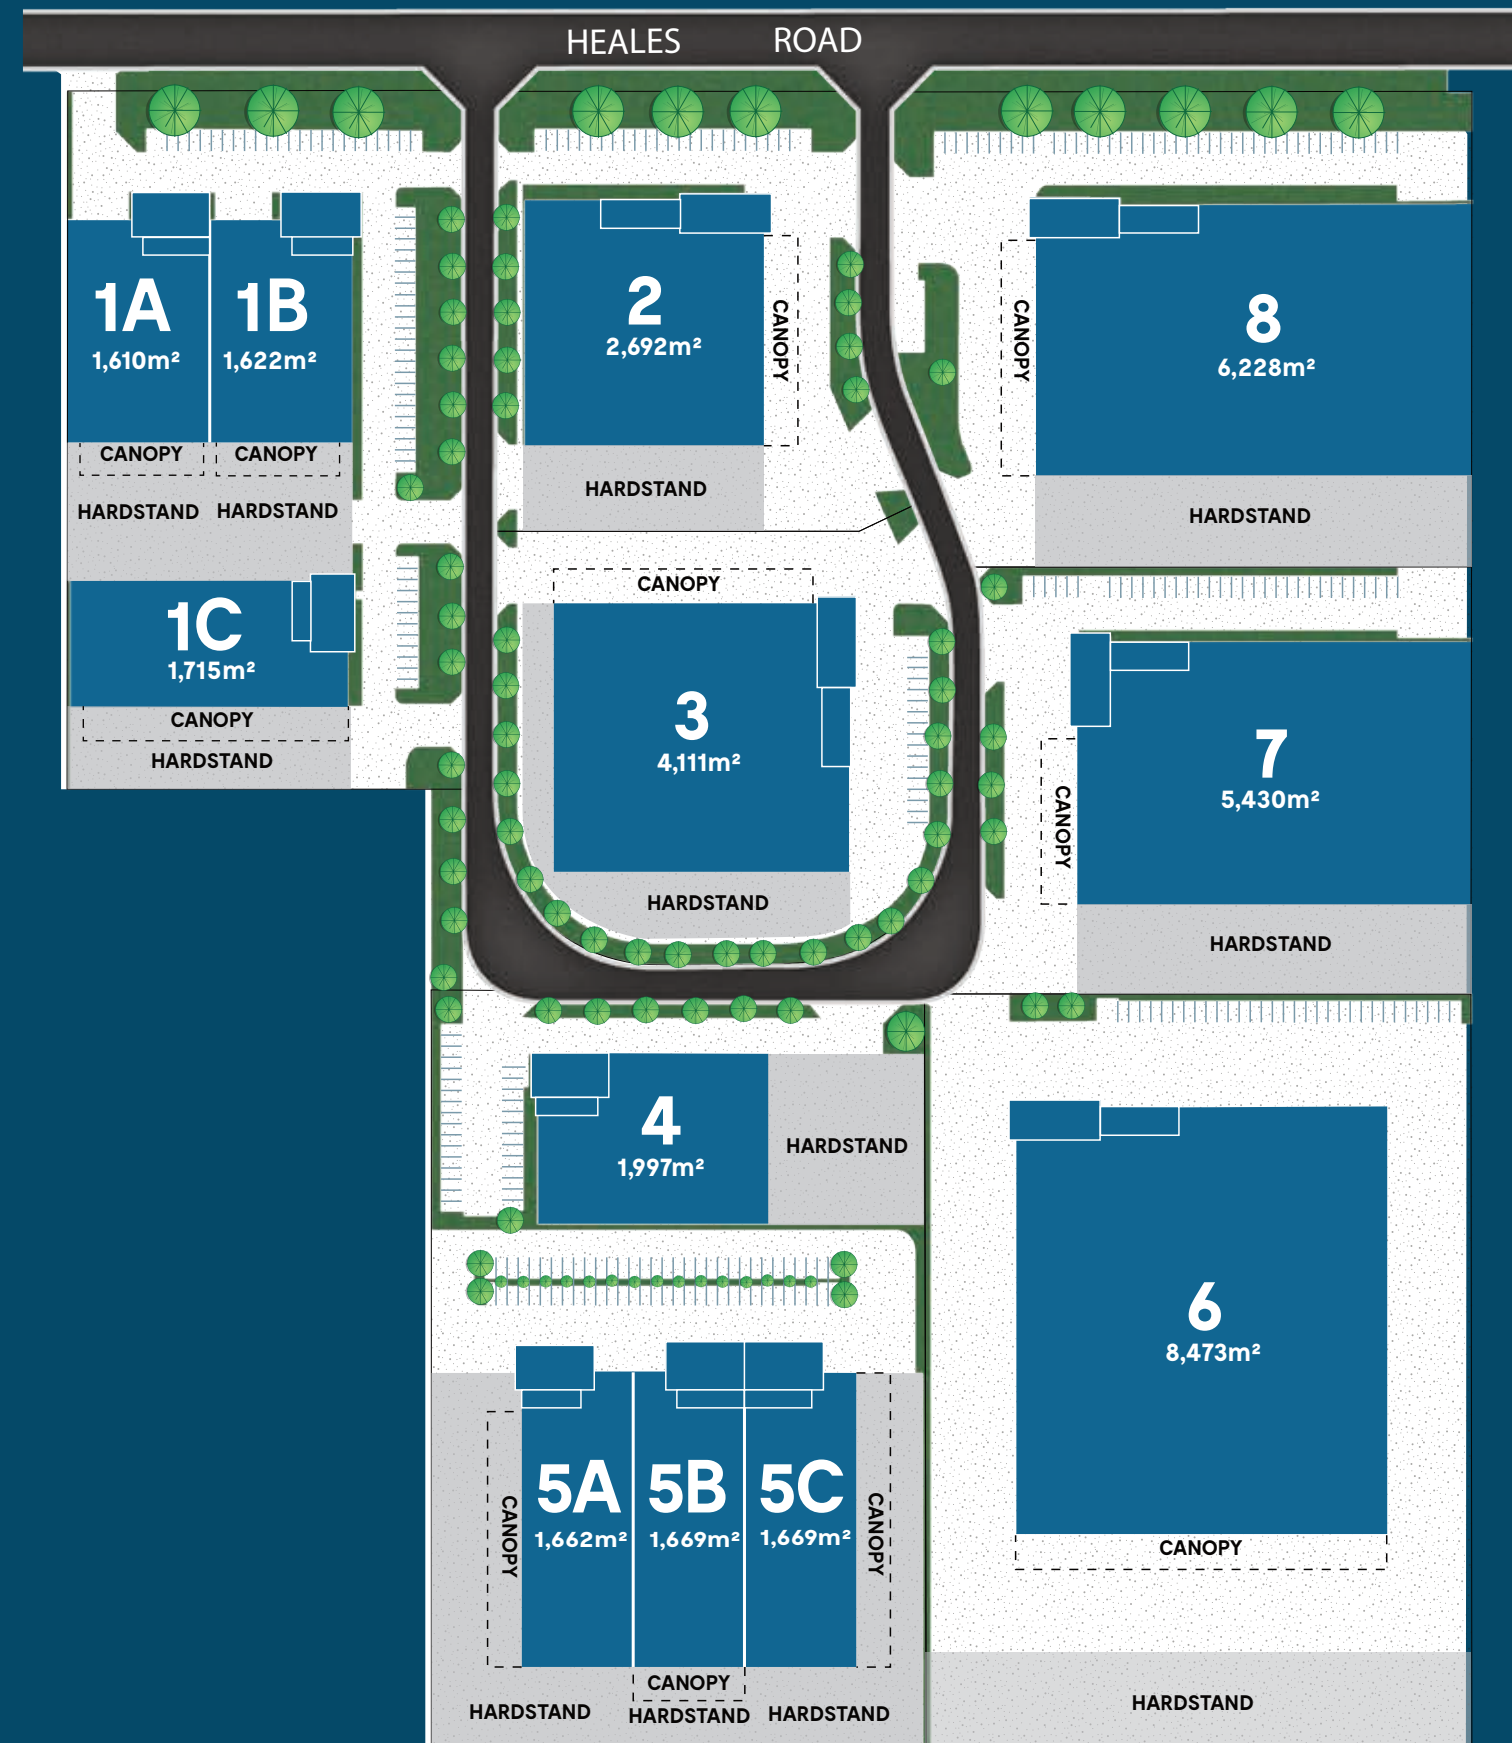 HEALES ROAD
1A
1,610m²
1B
1,622m²
CANOPY
CANOPY
HARDSTAND
HARDSTAND
1C
1,715m²
CANOPY
HARDSTAND
2
2,692m²
CANOPY
HARDSTAND
CANOPY
3
4,111m²
HARDSTAND
8
6,228m²
CANOPY
HARDSTAND
7
5,430m²
CANOPY
HARDSTAND
4
1,997m²
HARDSTAND
6
8,473m²
CANOPY
HARDSTAND
CANOPY
5A
1,662m²
5B
1,669m²
5C
1,669m²
CANOPY
CANOPY
HARDSTAND
HARDSTAND
HARDSTAND